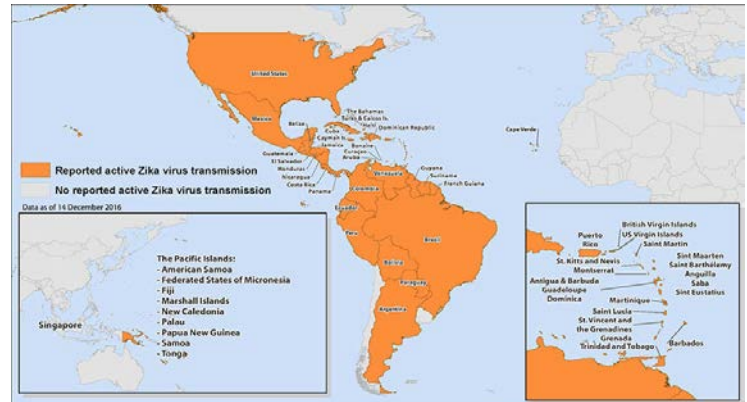 United States
Mexico
The Bahamas
Turks & Caicos Is.
Haiti
Dominican Republic
Belize
Cuba
Cayman Is.
Jamaica
Bonaire
Curaçao
Aruba
Cape Verde
Guatemala
El Salvador
Honduras
Nicaragua
Costa Rica
Panama
Guyana
Suriname
French Guiana
Venezuela
Colombia
Ecuador
Peru
Brazil
Bolivia
Paraguay
Argentina
Reported active Zika virus transmission
No reported active Zika virus transmission
Data as of 14 December 2016
The Pacific Islands:
- American Samoa
- Federated States of Micronesia
- Fiji
- Marshall Islands
- New Caledonia
- Palau
- Papua New Guinea
- Samoa
- Tonga
Singapore
British Virgin Islands
US Virgin Islands
Puerto
Rico
Saint Martin
St. Kitts and Nevis
Montserrat
Sint Maarten
Saint Barthélemy
Anguilla
Saba
Sint Eustatius
Antigua & Barbuda
Guadeloupe
Dominica
Martinique
Saint Lusia
St. Vincent and
the Grenadines
Grenada
Trinidad and Tobago
Barbados